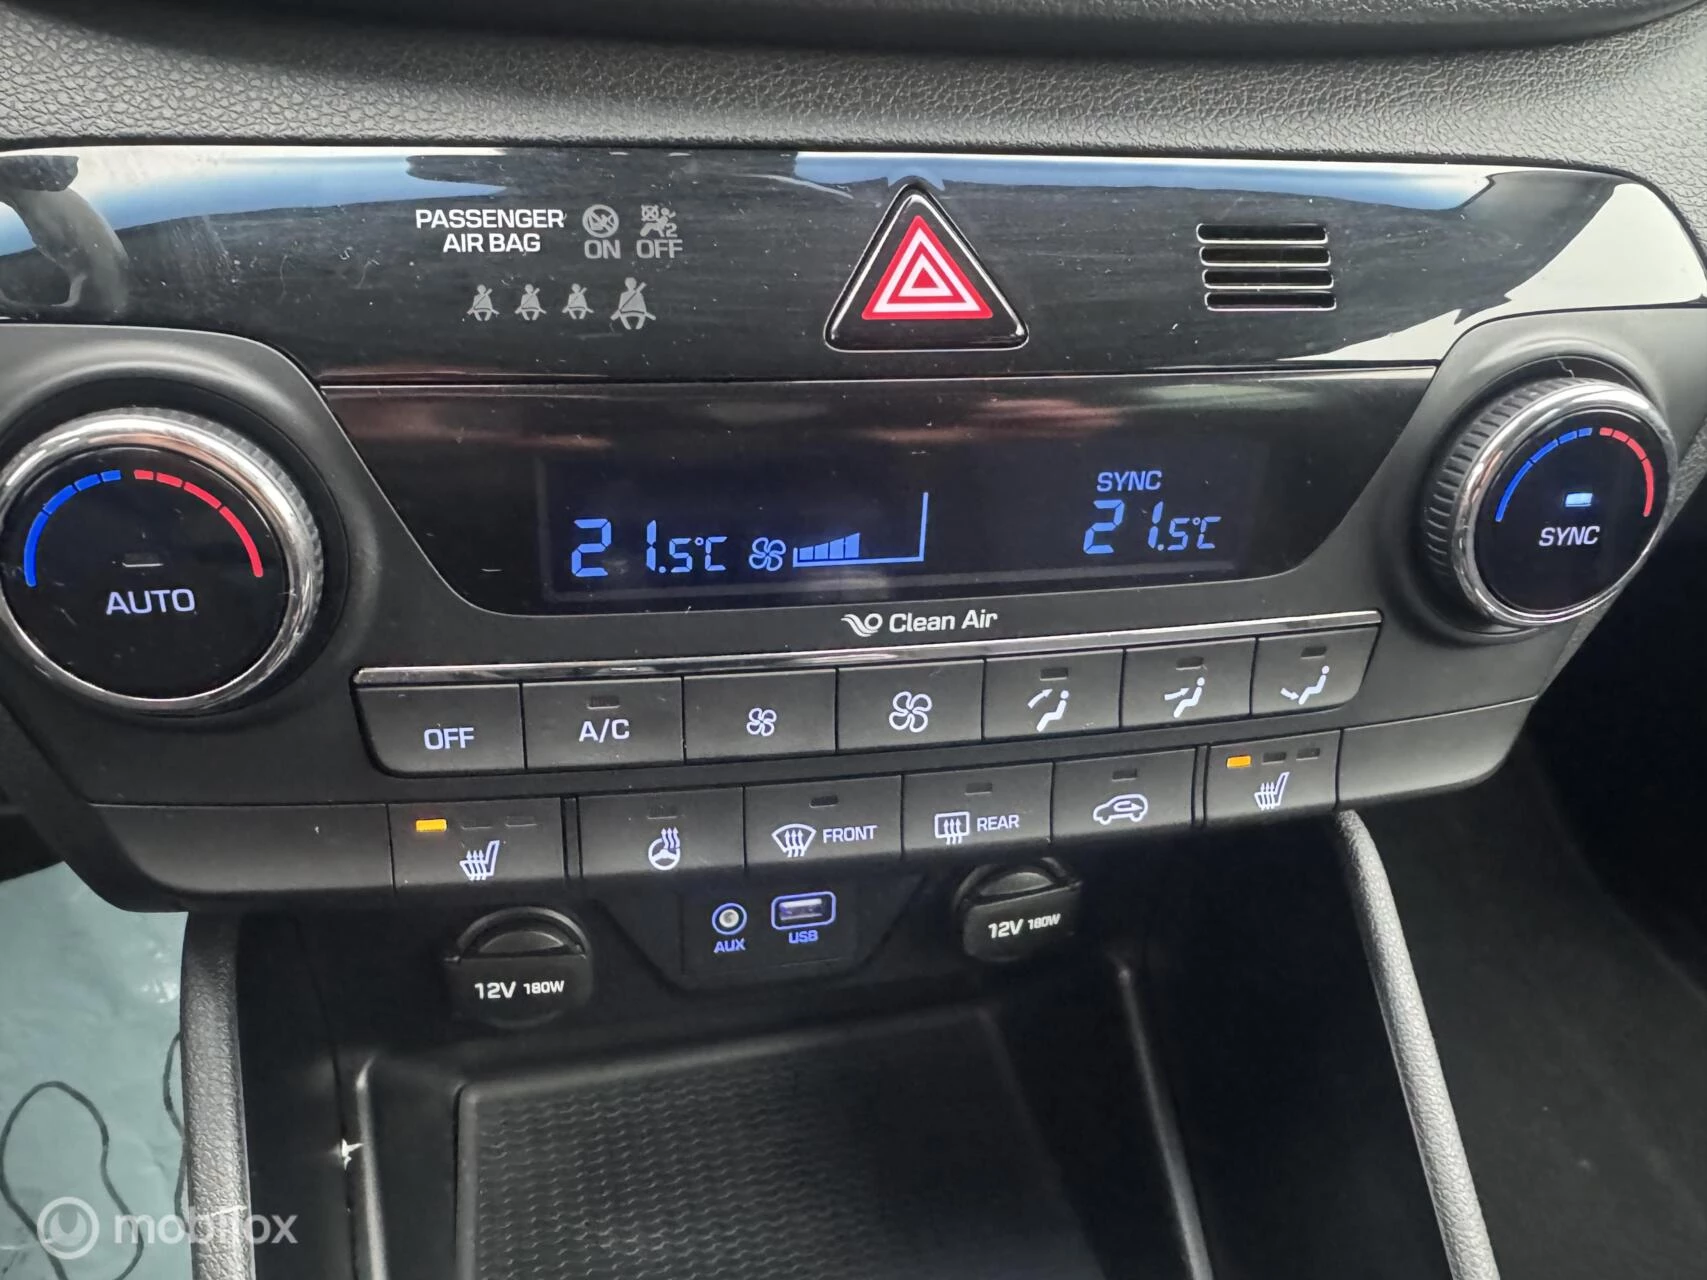 PASSENGER
AIR BAG
ON
OFF
2
SYNC
21.5°C
21.5°C
AUTO
SYNC
Clean Air
OFF
A/C
FRONT
REAR
AUX
USB
12V 180W
12V 180W
mobilox